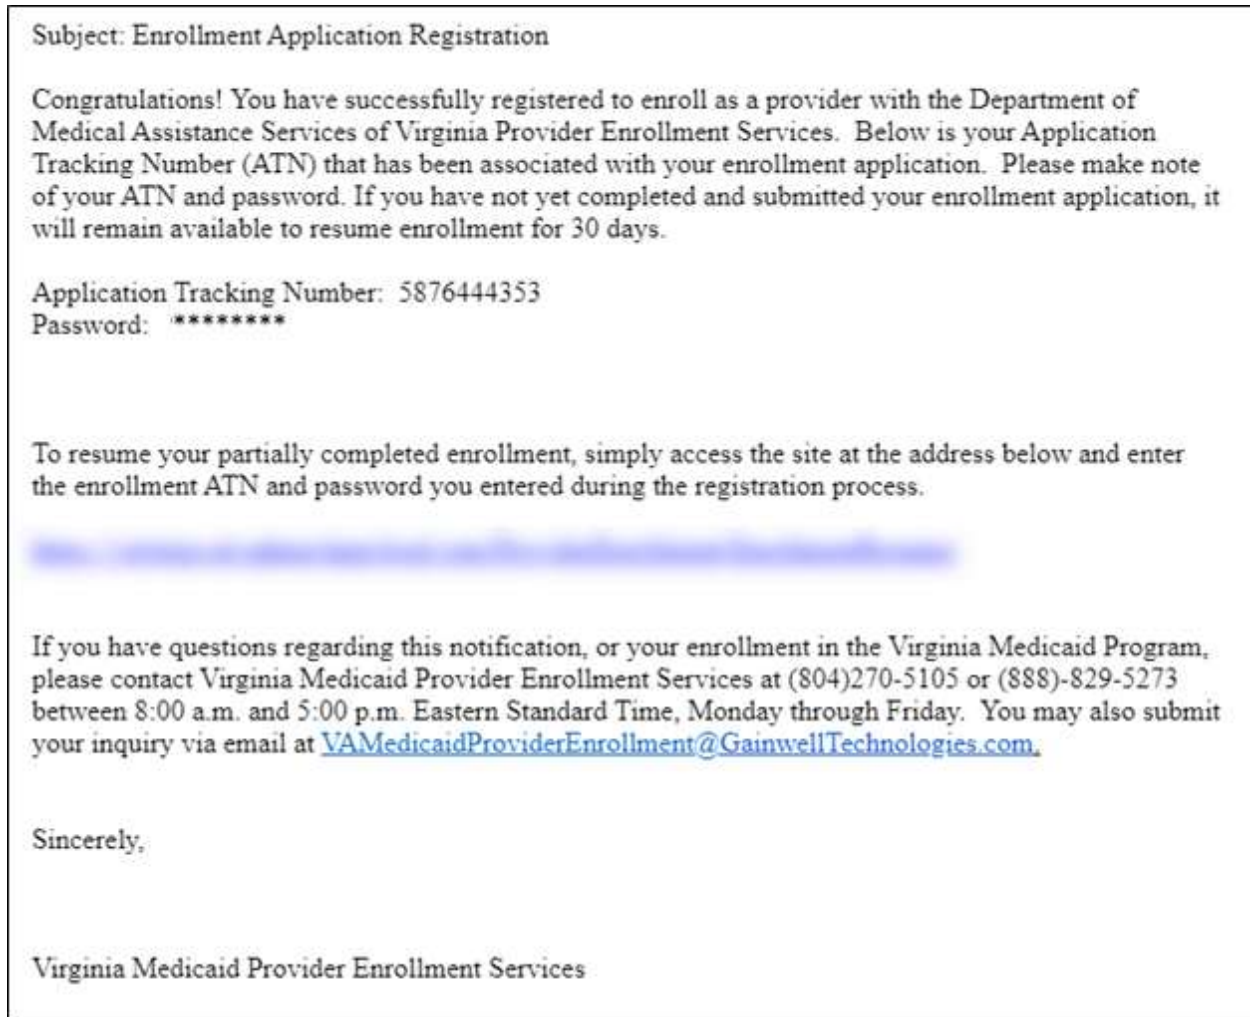 Subject: Enrollment Application Registration
Congratulations! You have successfully registered to enroll as a provider with the Department of
Medical Assistance Services of Virginia Provider Enrollment Services.  Below is your Application
Tracking Number (ATN) that has been associated with your enrollment application.  Please make note
of your ATN and password. If you have not yet completed and submitted your enrollment application, it
will remain available to resume enrollment for 30 days.
Application Tracking Number:  5876444353
Password:  ********
To resume your partially completed enrollment, simply access the site at the address below and enter
the enrollment ATN and password you entered during the registration process.
If you have questions regarding this notification, or your enrollment in the Virginia Medicaid Program,
please contact Virginia Medicaid Provider Enrollment Services at (804)270-5105 or (888)-829-5273
between 8:00 a.m. and 5:00 p.m. Eastern Standard Time, Monday through Friday.  You may also submit
your inquiry via email at VAMedicaidProviderEnrollment@GainwellTechnologies.com.
Sincerely,
Virginia Medicaid Provider Enrollment Services